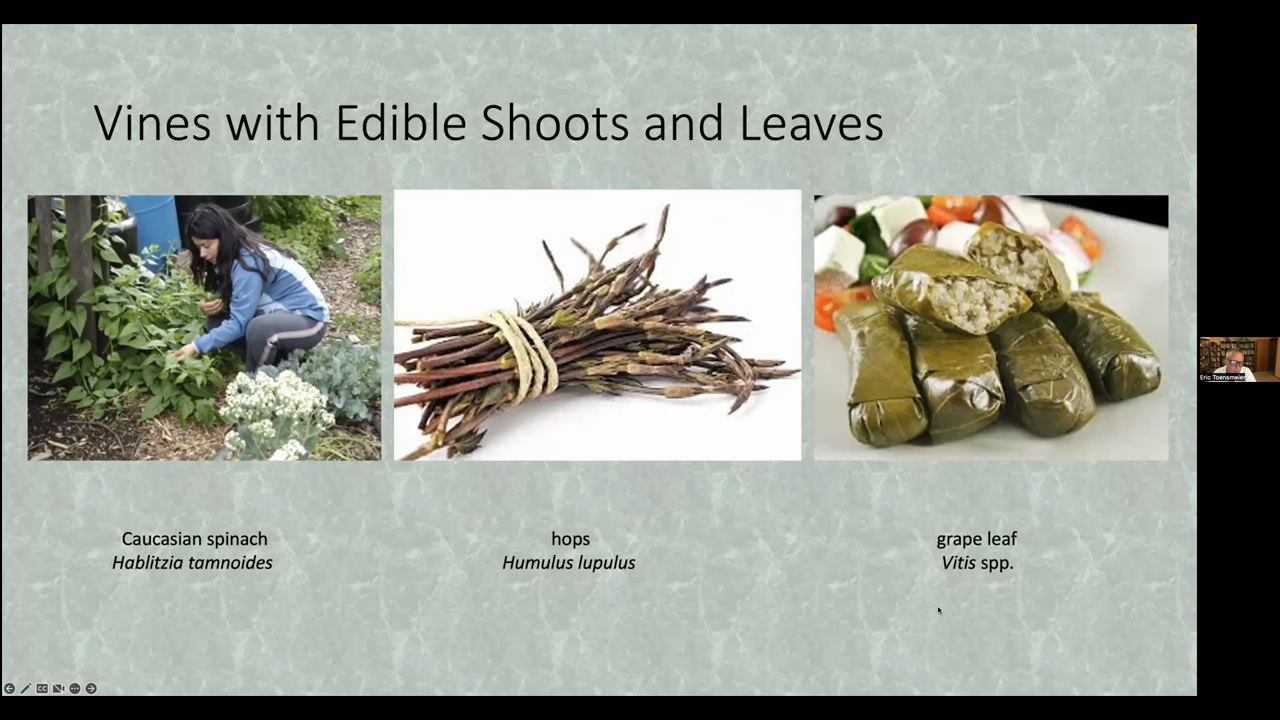 Vines with Edible Shoots and Leaves
Caucasian spinach
Hablitzia tamnoides
hops
Humulus lupulus
grape leaf
Vitis spp.
Eric Toensmeier